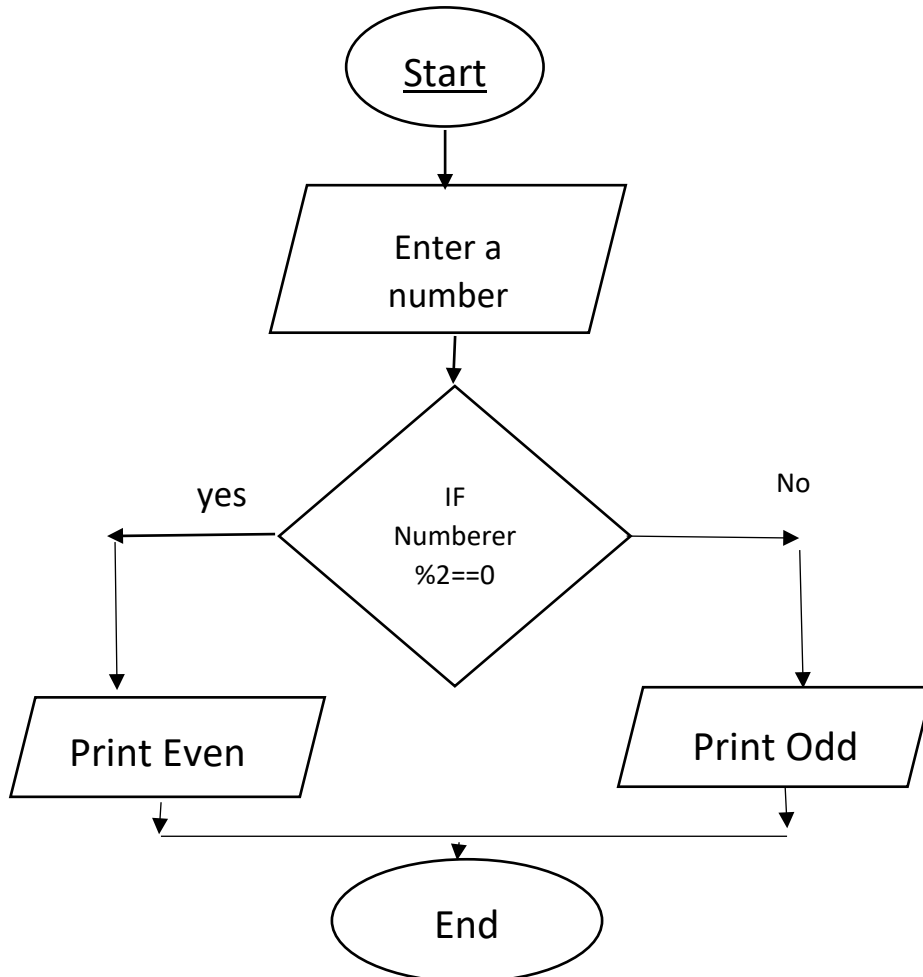 Start
Enter a
number
yes
No
IF
Numberer
%2==0
Print Even
Print Odd
End